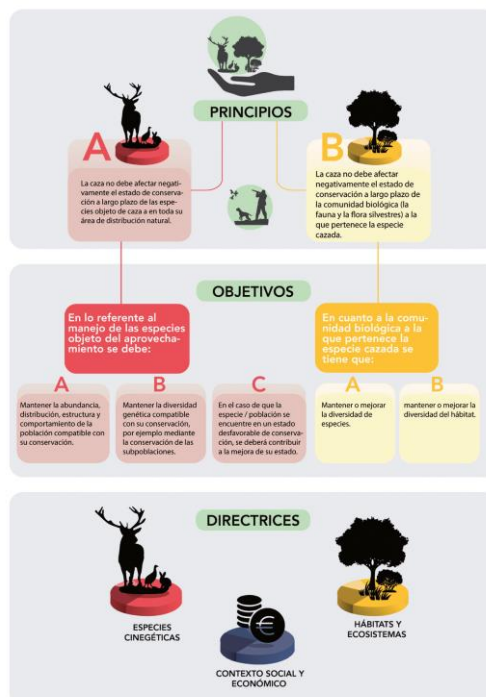 PRINCIPIOS
A
La caza no debe afectar negati-
vamente el estado de conserva-
ción a largo plazo de las espe-
cies objeto de caza a en toda su
área de distribución natural.
B
La caza no debe afectar
negativamente el estado de
conservación a largo plazo de
la comunidad biológica (la
fauna y la flora silvestres) a la
que pertenece la especie
cazada.
OBJETIVOS
En lo referente al
manejo de las especies
objeto del aprovecha-
miento se debe:
A
Mantener la abundancia,
distribución, estructura y
comportamiento de la
población compatible con
su conservación.
B
Mantener la diversidad
genética compatible
con su conservación,
por ejemplo mediante
la conservación de las
subpoblaciones.
C
En el caso de que la
especie / población se
encuentre en un estado
desfavorable de conserva-
ción, se deberá contribuir
a la mejora de su estado.
En cuanto a la comu-
nidad biológica a la
que pertenece la
especie cazada se
tiene que:
A
Mantener o mejorar
la diversidad de
especies.
B
mantener o mejorar la
diversidad del hábitat.
DIRECTRICES
ESPECIES
CINEGÉTICAS
€
CONTEXTO SOCIAL Y
ECONÓMICO
HÁBITATS Y
ECOSISTEMAS